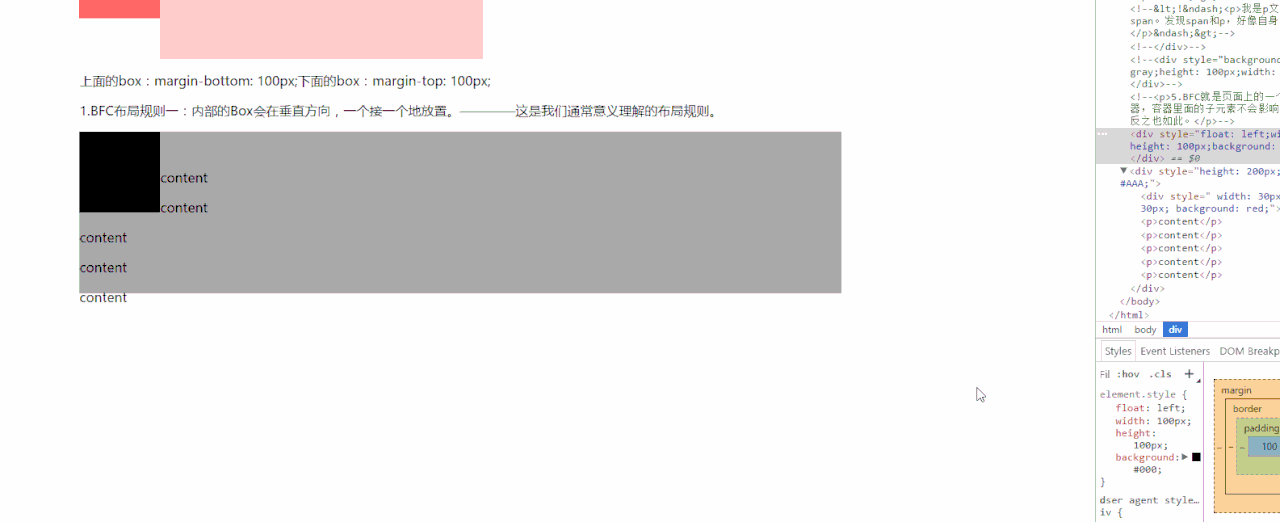 上面的box：margin-bottom: 100px;下面的box：margin-top: 100px;
1.BFC布局规则一：内部的Box会在垂直方向，一个接一个地放置。————这是我们通常意义理解的布局规则。
content
content
content
content
content
<!--&lt;!&ndash;<p>我是p文
span。发现span和p，好像自身
</p>&ndash;&gt;-->
<!--</div>-->
<!--<div style="background
gray;height: 100px;width:
</div>-->
<!--<p>5.BFC就是页面上的一个
器，容器里面的子元素不会影响
反之也如此。</p>-->
<div style="float: left;wi
height: 100px;background:
</div> == $0
<div style="height: 200px;
#AAA;">
<div style=" width: 30px
30px; background: red;">
<p>content</p>
<p>content</p>
<p>content</p>
<p>content</p>
<p>content</p>
</div>
</body>
</html>
html body div
Styles Event Listeners DOM Breakp
Fil :hov .cls +
element.style {
float: left;
width: 100px;
height:
100px;
background:
#000;
}
user agent style…
iv {
margin
border
padding
100